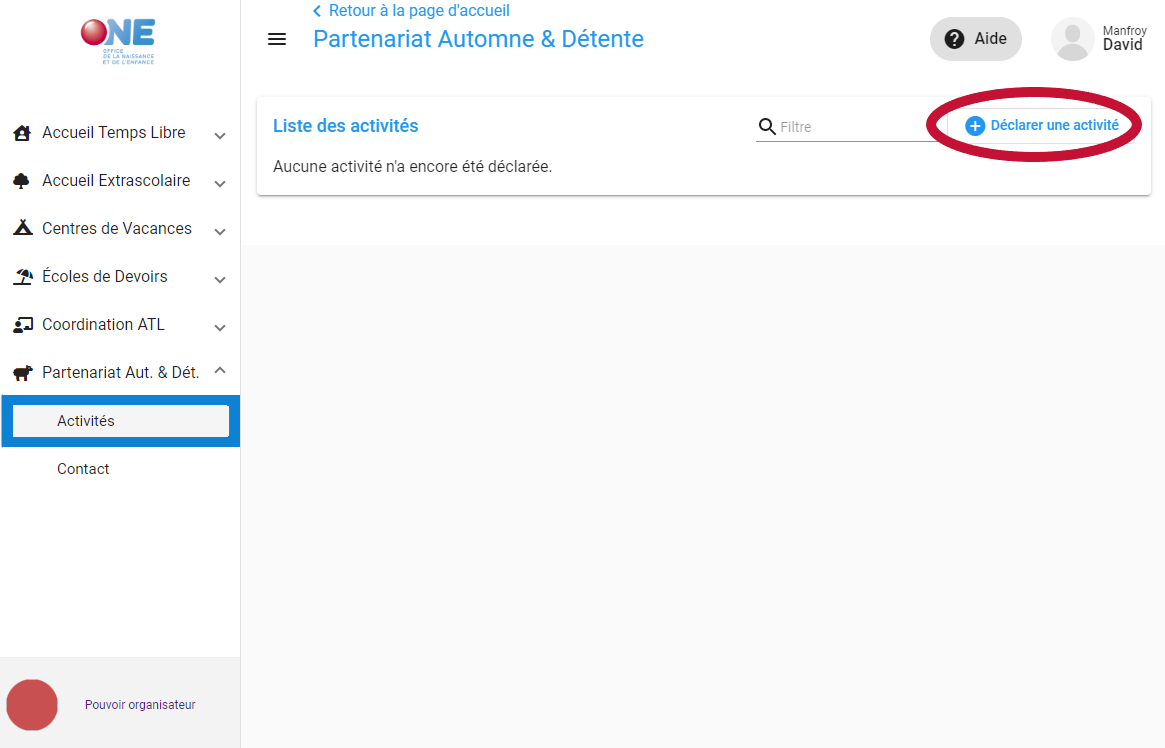 ONE
OFFICE
DE LA NAISSANCE
ET DE L'ENFANCE
Retour à la page d'accueil
Partenariat Automne & Détente
Aide
Manfroy
David
Accueil Temps Libre
Accueil Extrascolaire
Centres de Vacances
Écoles de Devoirs
Coordination ATL
Partenariat Aut. & Dét.
Activités
Contact
Pouvoir organisateur
Liste des activités
Filtre
Déclarer une activité
Aucune activité n'a encore été déclarée.